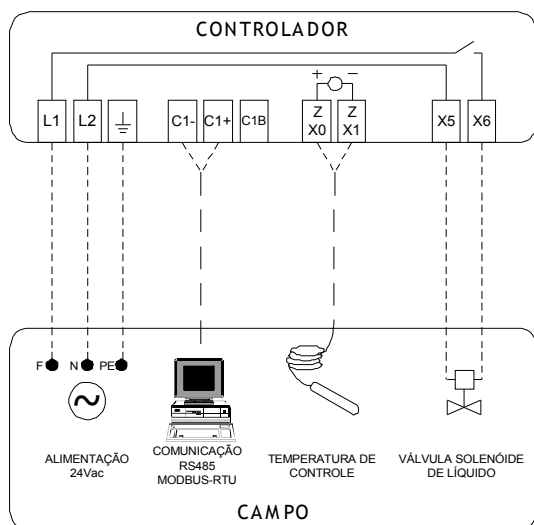 CONTROLADOR
+ −
L1 L2 C1- C1+ C1B Z X0 Z X1 X5 X6
F N PE
ALIMENTAÇÃO
24Vac
COMUNICAÇÃO
RS485
MODBUS-RTU
TEMPERATURA DE
CONTROLE
VÁLVULA SOLENÓIDE
DE LÍQUIDO
CAMPO